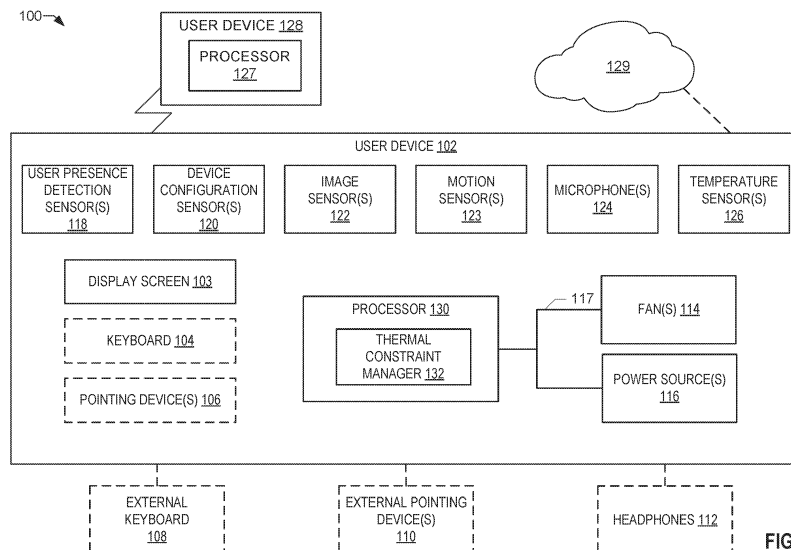 100
USER DEVICE 128
PROCESSOR
127
129
USER DEVICE 102
USER PRESENCE
DETECTION
SENSOR(S)
118
DEVICE
CONFIGURATION
SENSOR(S)
120
IMAGE
SENSOR(S)
122
MOTION
SENSOR(S)
123
MICROPHONE(S)
124
TEMPERATURE
SENSOR(S)
126
DISPLAY SCREEN 103
KEYBOARD 104
POINTING DEVICE(S) 106
PROCESSOR 130
THERMAL
CONSTRAINT
MANAGER 132
117
FAN(S) 114
POWER SOURCE(S)
116
EXTERNAL
KEYBOARD
108
EXTERNAL POINTING
DEVICE(S)
110
HEADPHONES 112
FIG